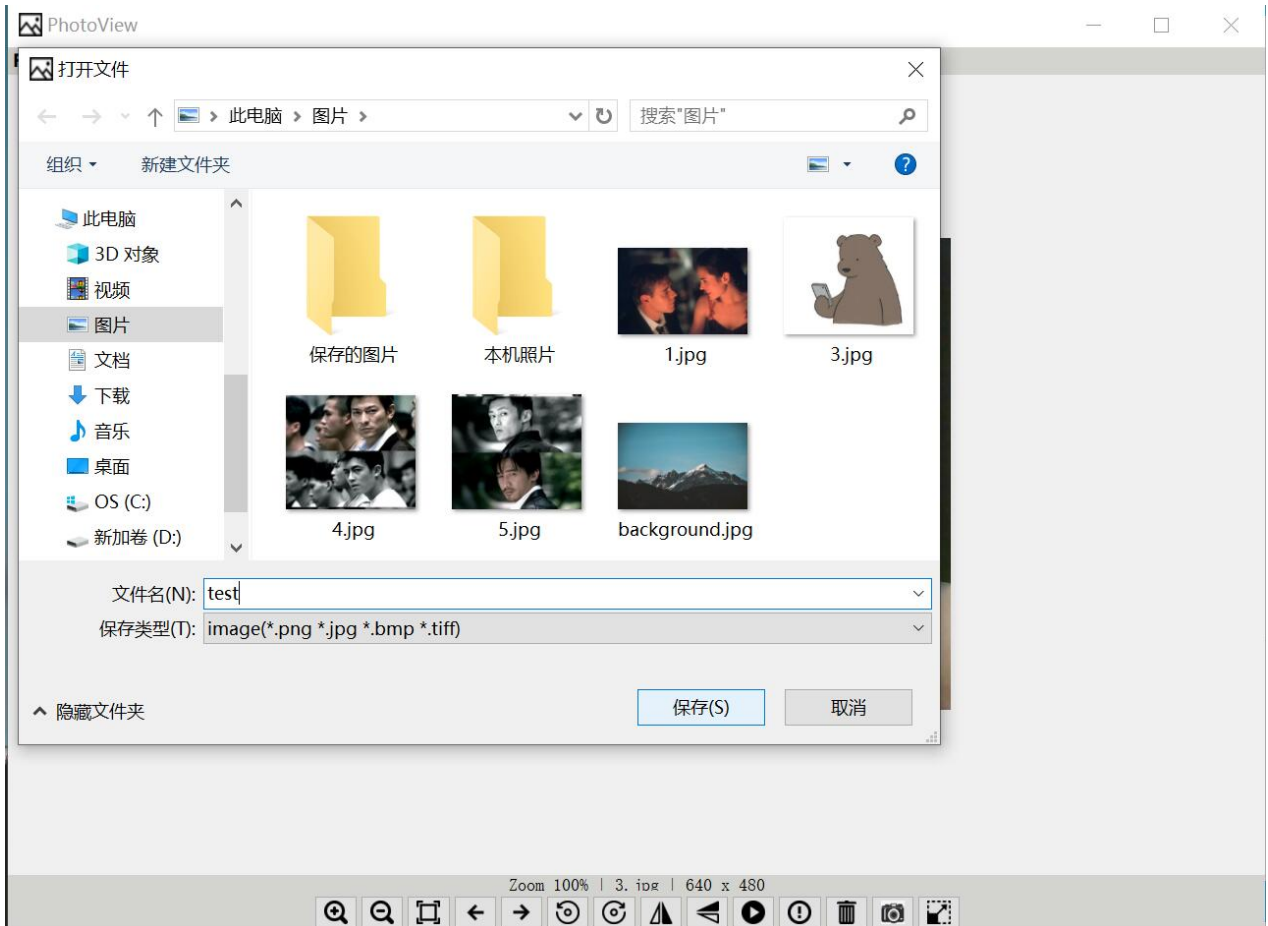 PhotoView
打开文件
此电脑 图片
搜索"图片"
组织 新建文件夹
此电脑
3D 对象
视频
图片
文档
下载
音乐
桌面
OS (C:)
新加卷 (D:)
保存的图片 本机照片 1.jpg 3.jpg
4.jpg 5.jpg background.jpg
文件名(N): test
保存类型(T): image(*.png *.jpg *.bmp *.tiff)
隐藏文件夹 保存(S) 取消
Zoom 100% | 3. jpg | 640 x 480